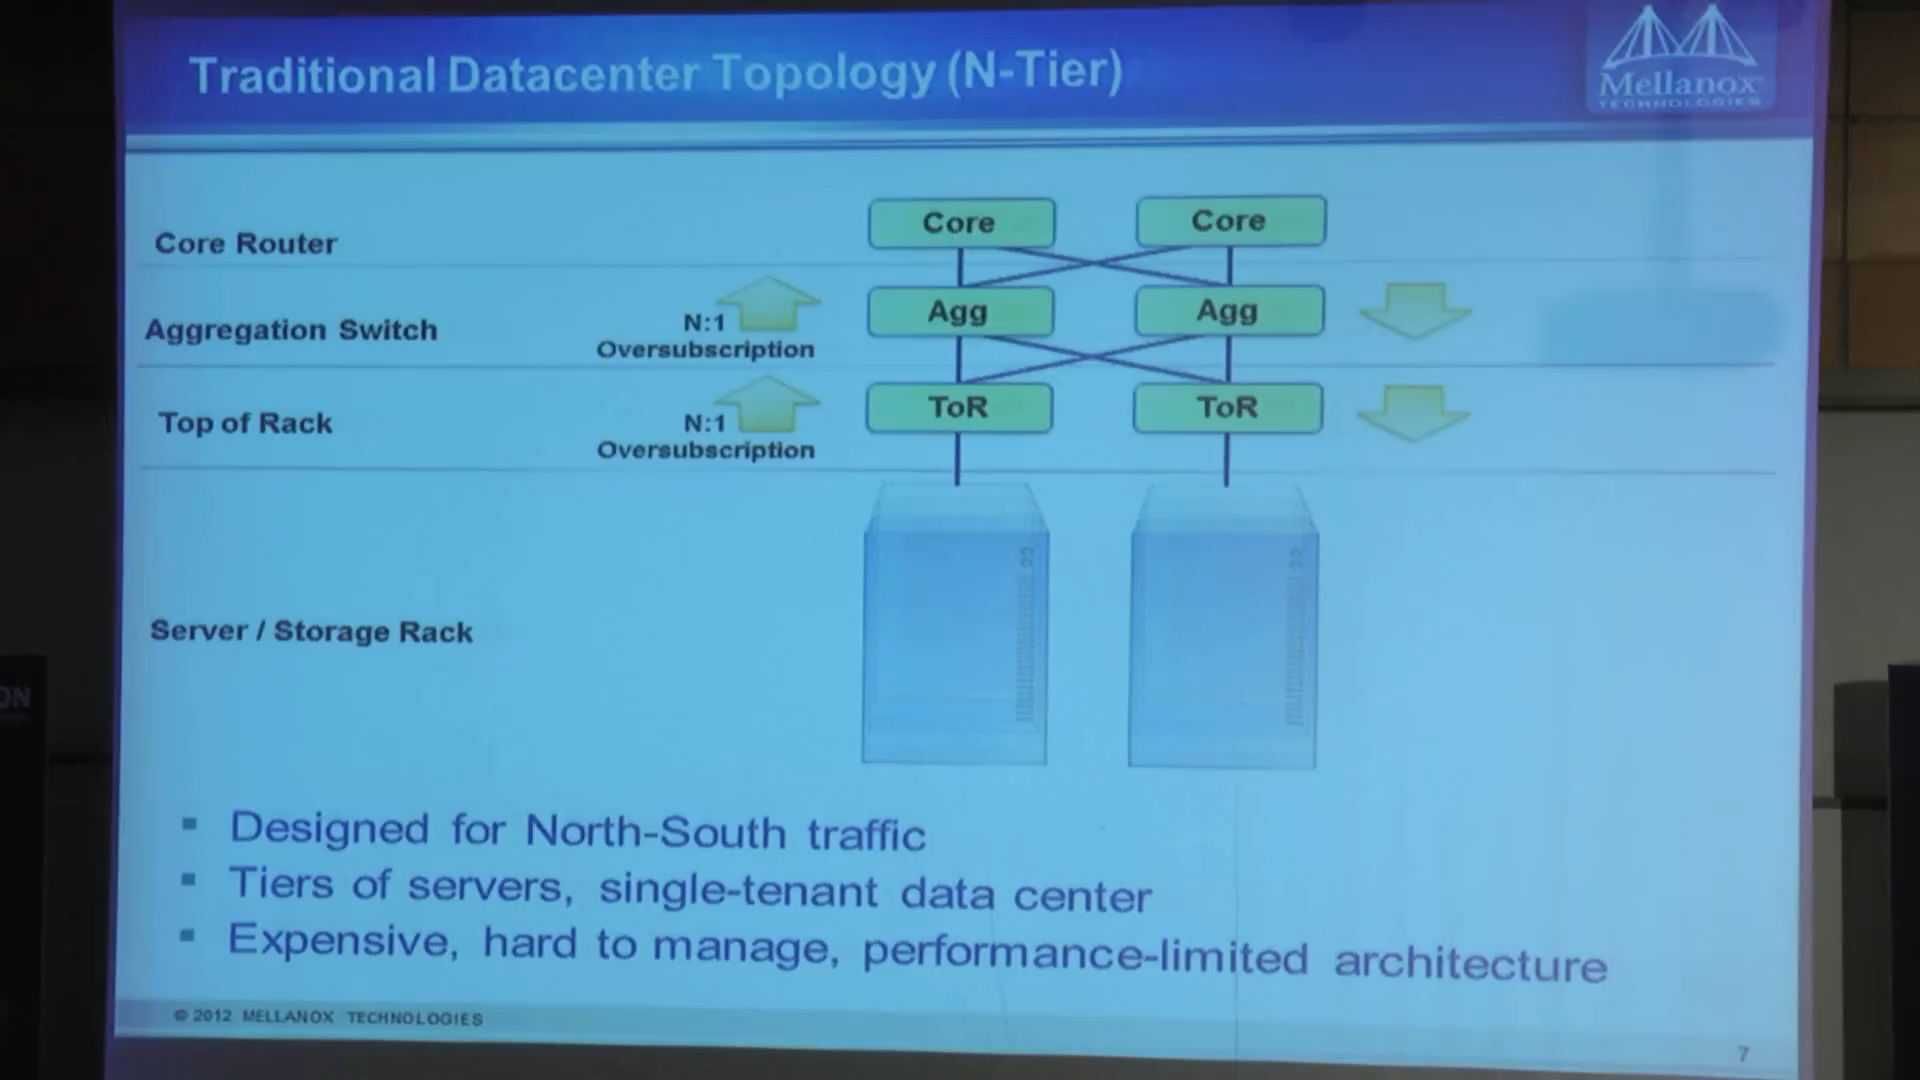 Traditional Datacenter Topology (N-Tier)
Mellanox
TECHNOLOGIES
Core Router
Core
Core
Aggregation Switch
N:1
Oversubscription
Agg
Agg
Top of Rack
N:1
Oversubscription
ToR
ToR
Server / Storage Rack
Designed for North-South traffic
Tiers of servers, single-tenant data center
Expensive, hard to manage, performance-limited architecture
© 2012 MELLANOX TECHNOLOGIES
7
ON